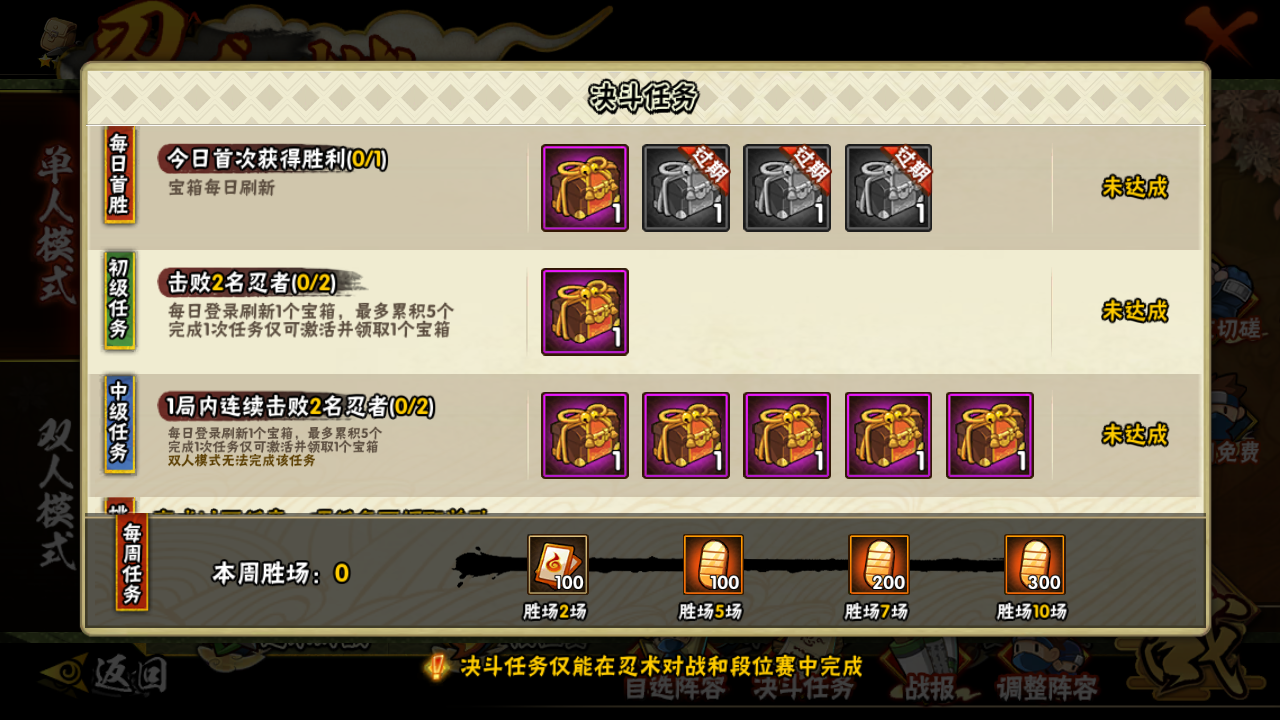 决斗任务
每日首胜
今日首次获得胜利(0/1)
宝箱每日刷新
1
过期
1
过期
1
过期
1
未达成
初级任务
击败2名忍者(0/2)
每日登录刷新1个宝箱，最多累积5个
完成1次任务仅可激活并领取1个宝箱
1
未达成
中级任务
1局内连续击败2名忍者(0/2)
每日登录刷新1个宝箱，最多累积5个
完成1次任务仅可激活并领取1个宝箱
双人模式无法完成该任务
1
1
1
1
1
未达成
每周任务
本周胜场：0
100
100
200
300
胜场2场
胜场5场
胜场7场
胜场10场
决斗任务仅能在忍术对战和段位赛中完成
单人模式
双人模式
切磋
免费
返回
自选阵容
决斗任务
战报
调整阵容